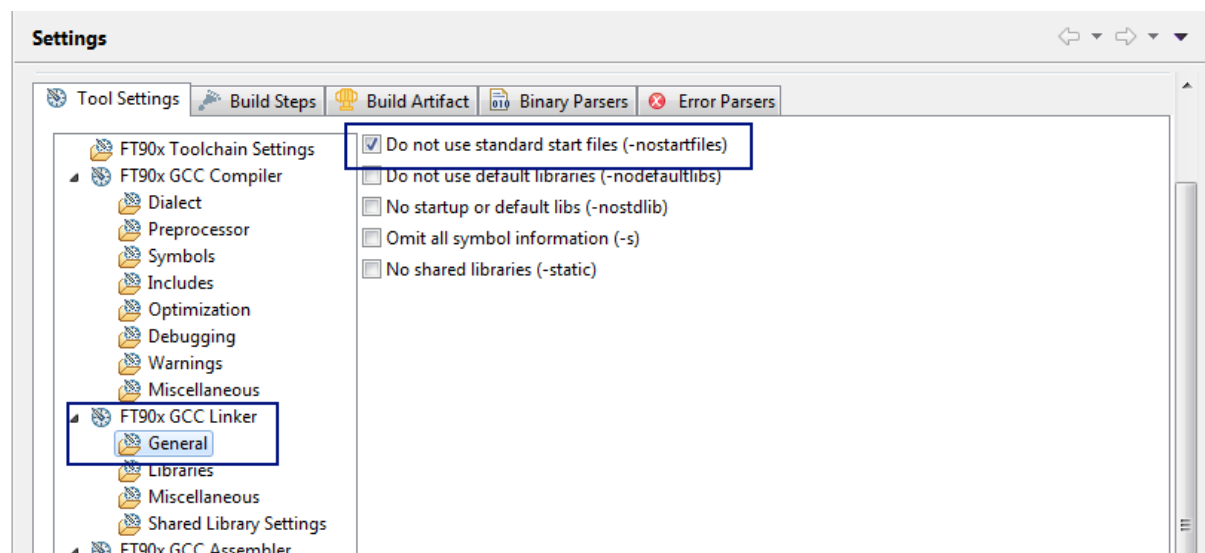 Settings
Tool Settings
Build Steps
Build Artifact
Binary Parsers
Error Parsers
FT90x Toolchain Settings
FT90x GCC Compiler
Dialect
Preprocessor
Symbols
Includes
Optimization
Debugging
Warnings
Miscellaneous
FT90x GCC Linker
General
Libraries
Miscellaneous
Shared Library Settings
FT90x GCC Assembler
Do not use standard start files (-nostartfiles)
Do not use default libraries (-nodefaultlibs)
No startup or default libs (-nostdlib)
Omit all symbol information (-s)
No shared libraries (-static)